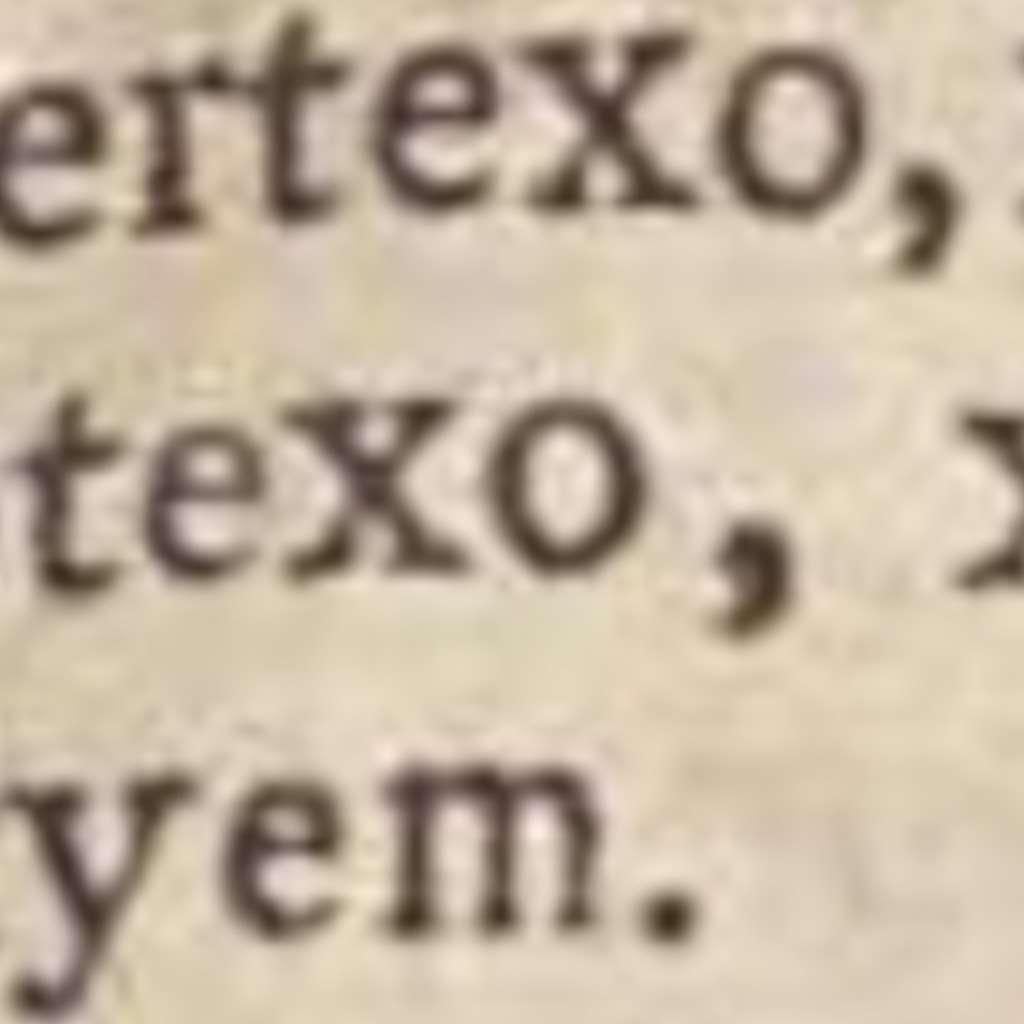 ertexo,
texo, x
yem.